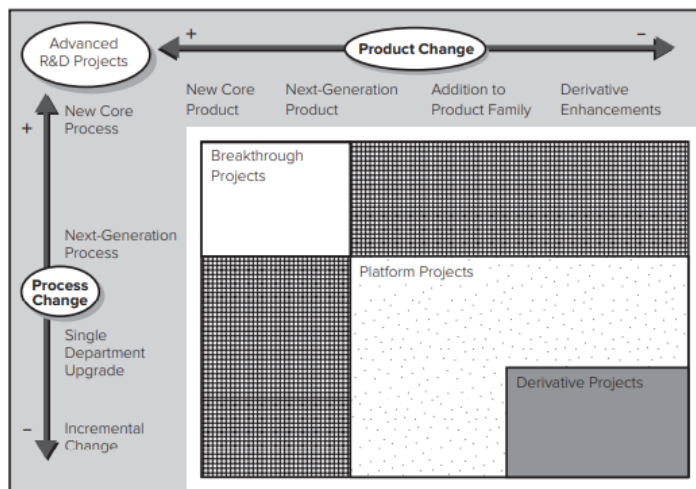 Advanced
R&D Projects
+
Product Change
−
New Core
Product
Next-Generation
Product
Addition to
Product Family
Derivative
Enhancements
+
New Core
Process
Next-Generation
Process
Process
Change
Single
Department
Upgrade
−
Incremental
Change
Breakthrough
Projects
Platform Projects
Derivative Projects